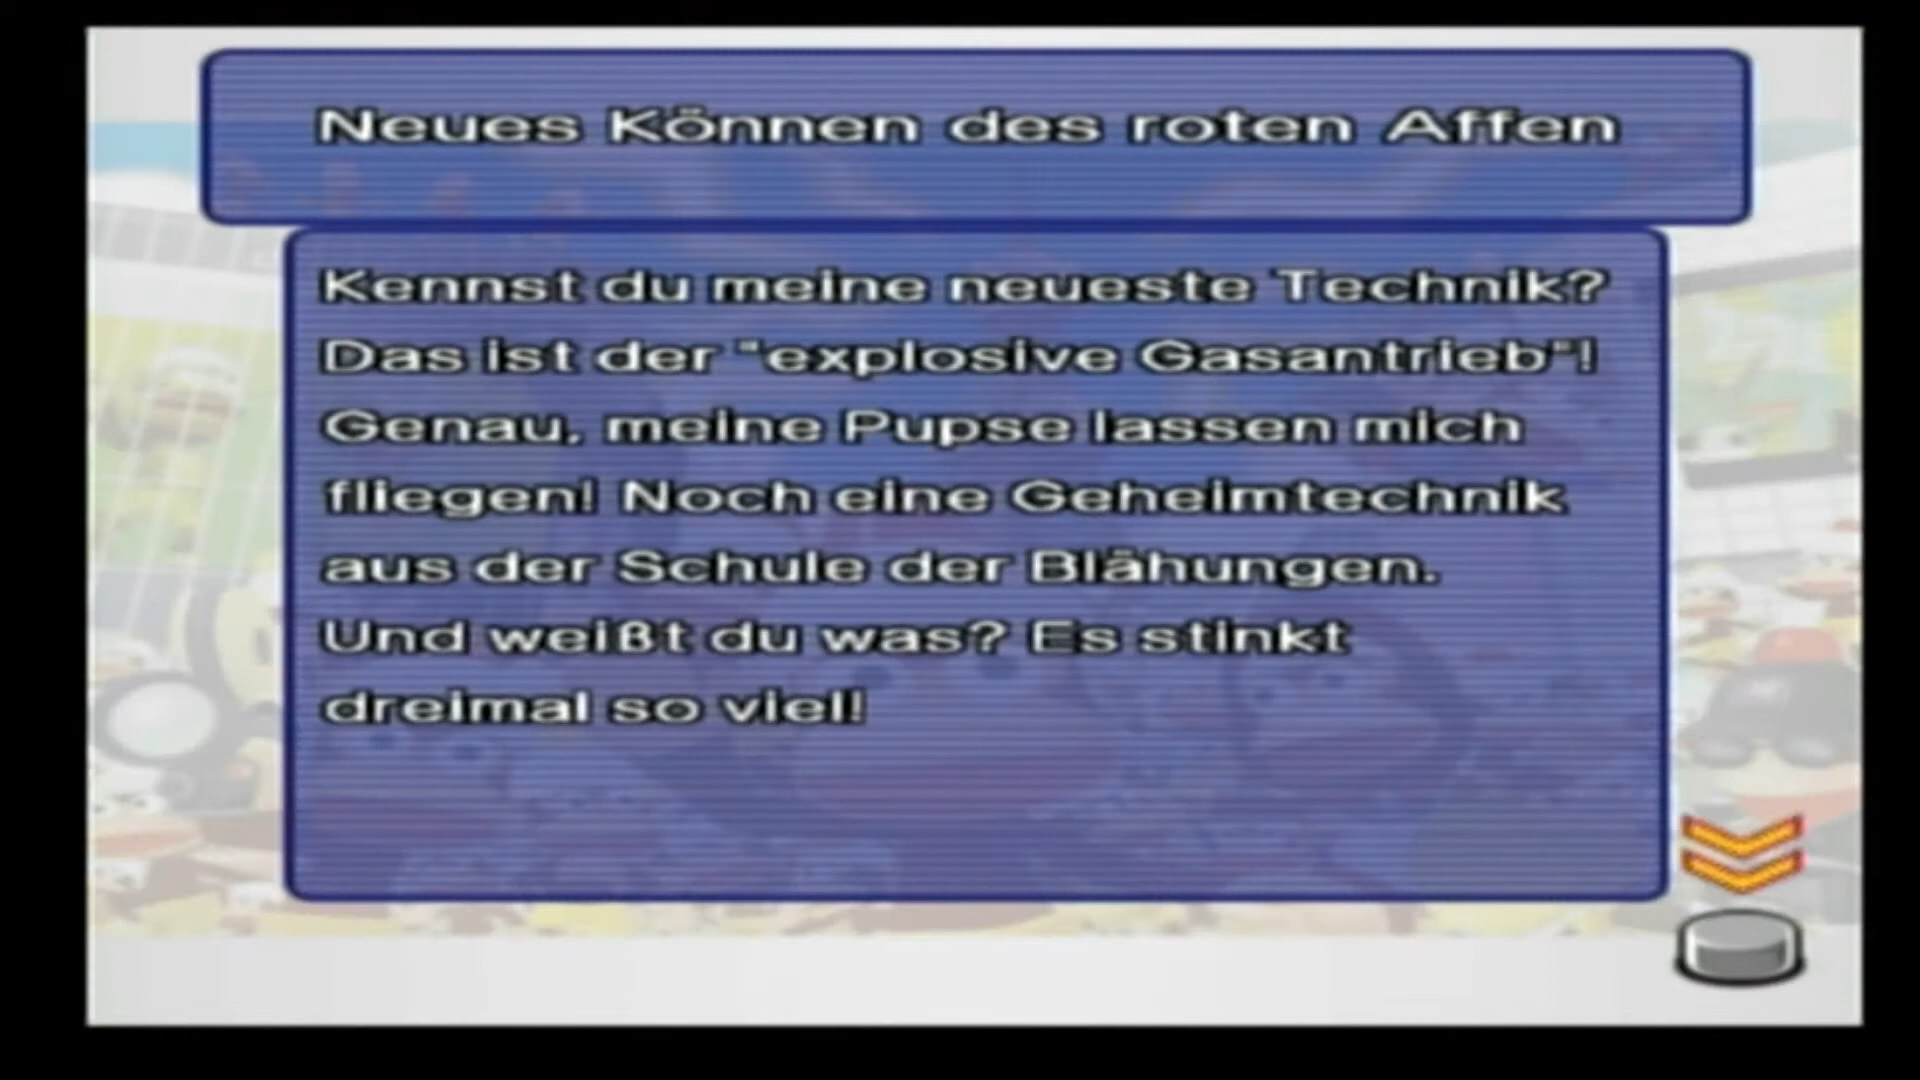 Neues Können des roten Affen
Kennst du meine neueste Technik?
Das ist der "explosive Gasantrieb"!
Genau, meine Pupse lassen mich
fliegen! Noch eine Geheimtechnik
aus der Schule der Blähungen.
Und weißt du was? Es stinkt
dreimal so viel!